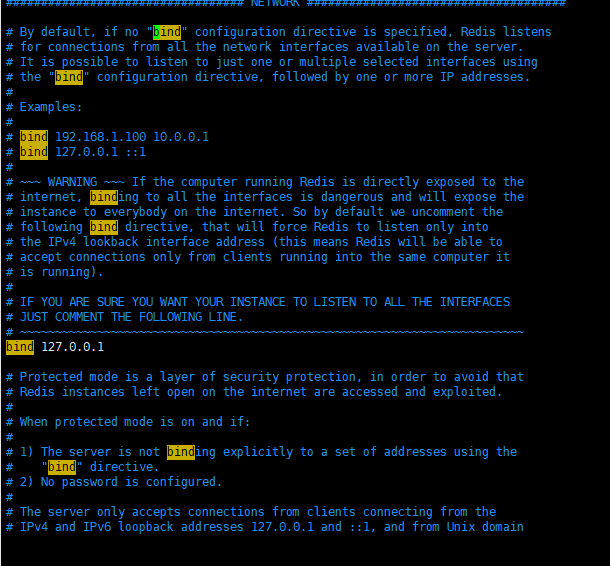 ################################## NETWORK #####################################
# By default, if no "bind" configuration directive is specified, Redis listens
# for connections from all the network interfaces available on the server.
# It is possible to listen to just one or multiple selected interfaces using
# the "bind" configuration directive, followed by one or more IP addresses.
#
# Examples:
#
# bind 192.168.1.100 10.0.0.1
# bind 127.0.0.1 ::1
#
# ~~~ WARNING ~~~ If the computer running Redis is directly exposed to the
# internet, binding to all the interfaces is dangerous and will expose the
# instance to everybody on the internet. So by default we uncomment the
# following bind directive, that will force Redis to listen only into
# the IPv4 lookback interface address (this means Redis will be able to
# accept connections only from clients running into the same computer it
# is running).
#
# IF YOU ARE SURE YOU WANT YOUR INSTANCE TO LISTEN TO ALL THE INTERFACES
# JUST COMMENT THE FOLLOWING LINE.
# ~~~~~~~~~~~~~~~~~~~~~~~~~~~~~~~~~~~~~~~~~~~~~~~~~~~~~~~~~~~~~~~~~~~~~~~~
bind 127.0.0.1
# Protected mode is a layer of security protection, in order to avoid that
# Redis instances left open on the internet are accessed and exploited.
#
# When protected mode is on and if:
#
# 1) The server is not binding explicitly to a set of addresses using the
#    "bind" directive.
# 2) No password is configured.
#
# The server only accepts connections from clients connecting from the
# IPv4 and IPv6 loopback addresses 127.0.0.1 and ::1, and from Unix domain